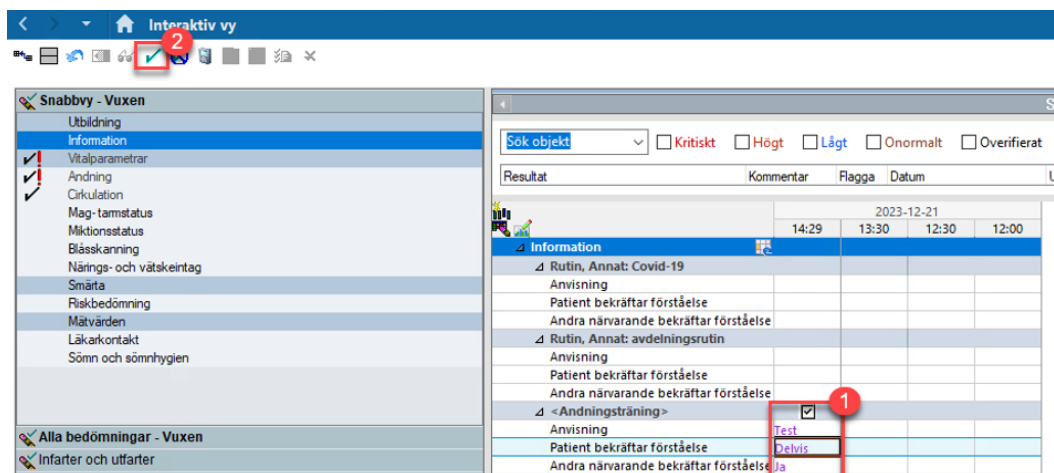 Interaktiv vy
2
Snabbvy - Vuxen
Utbildning
Information
Vitalparametrar
Andning
Cirkulation
Mag- tarmstatus
Miktionsstatus
Blåsskanning
Närings- och vätskeintag
Smärta
Riskbedömning
Mätvärden
Läkarkontakt
Sömn och sömnhygien
Alla bedömningar - Vuxen
Infarter och utfarter
S
Sök objekt Kritiskt Högt Lågt Onormalt Overifierat
Resultat Kommentar Flagga Datum U
2023-12-21
14:29 13:30 12:30 12:00
Information
Rutin, Annat: Covid-19
Anvisning
Patient bekräftar förståelse
Andra närvarande bekräftar förståelse
Rutin, Annat: avdelningsrutin
Anvisning
Patient bekräftar förståelse
Andra närvarande bekräftar förståelse
<Andningsträning> 1
Anvisning Test
Patient bekräftar förståelse Delvis
Andra närvarande bekräftar förståelse Ja